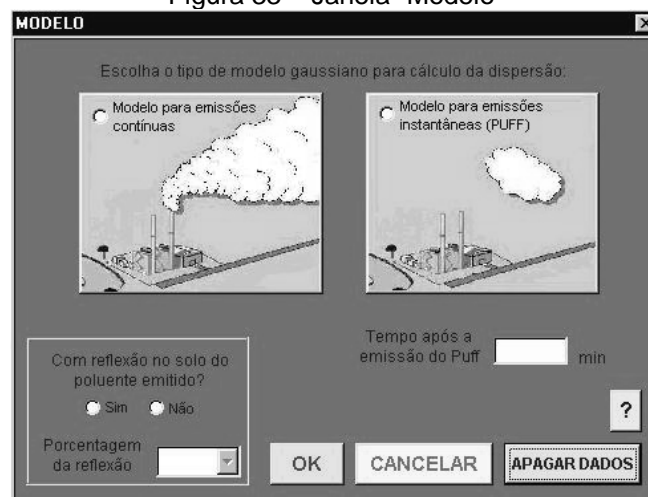 MODELO
Escolha o tipo de modelo gaussiano para cálculo da dispersão:
Modelo para emissões
contínuas
Modelo para emissões
instantâneas (PUFF)
Tempo após a
emissão do Puff
min
Com reflexão no solo do
poluente emitido?
Sim Não
Porcentagem
da reflexão
?
OK CANCELAR APAGAR DADOS